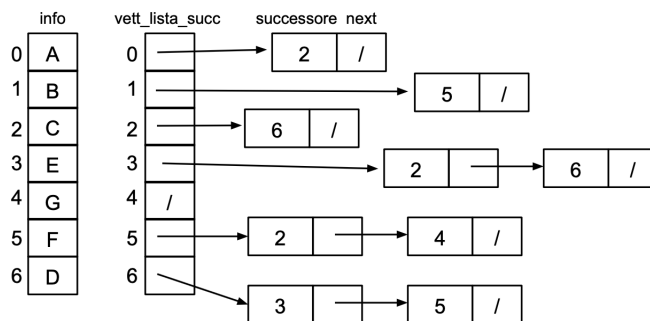 info vett_lista_succ successore next
0 A 0 2 /
1 B 1 5 /
2 C 2 6 /
3 E 3 2 6 /
4 G 4 /
5 F 5 2 4 /
6 D 6 3 5 /